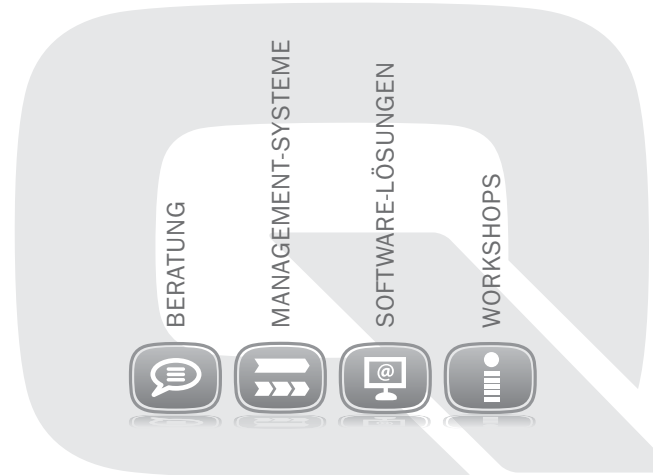 BERATUNG
MANAGEMENT-SYSTEME
SOFTWARE-LÖSUNGEN
WORKSHOPS
@